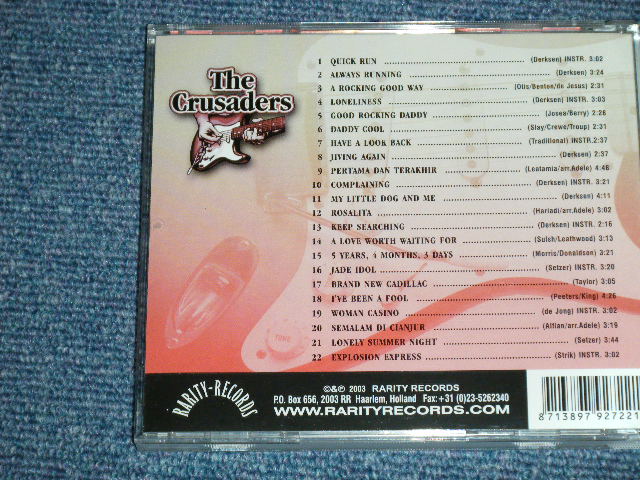 The
Crusaders
1 QUICK RUN (Derksen) INSTR. 3:02
2 ALWAYS RUNNING (Derksen) 3:24
3 A ROCKING GOOD WAY (Otis/Benton/de Jesus) 2:31
4 LONELINESS (Derksen) INSTR. 3:03
5 GOOD ROCKING DADDY (Josea/Berry) 2:26
6 DADDY COOL (Slay/Crewe/Troup) 2:31
7 HAVE A LOOK BACK (Traditional) INSTR. 2:37
8 JIVING AGAIN (Derksen) 2:37
9 PERTAMA DAN TERAKHIR (Leatamia/arr.Adele) 4:46
10 COMPLAINING (Derksen) INSTR. 3:21
11 MY LITTLE DOG AND ME (Derksen) 4:11
12 ROSALITA (Hariadi/arr.Adele) 3:02
13 KEEP SEARCHING (Derksen) INSTR. 2:16
14 A LOVE WORTH WAITING FOR (Sulsh/Leathwood) 3:13
15 5 YEARS, 4 MONTHS, 3 DAYS (Morris/Donaldson) 3:21
16 JADE IDOL (Setzer) INSTR. 3:20
17 BRAND NEW CADILLAC (Taylor) 3:05
18 I'VE BEEN A FOOL (Peeters/King) 4:26
19 WOMAN CASINO (de Jong) INSTR. 3:02
20 SEMALAM DI CIANJUR (Alfian/arr.Adele) 3:19
21 LONELY SUMMER NIGHT (Setzer) 3:44
22 EXPLOSION EXPRESS (Strik) INSTR. 3:02
TONE
RARITY-RECORDS
©&℗ 2003 RARITY RECORDS
P.O. Box 656, 2003 RR Haarlem, Holland Fax: +31 (0)23-5262340
WWW.RARITYRECORDS.COM
8 713897 927221